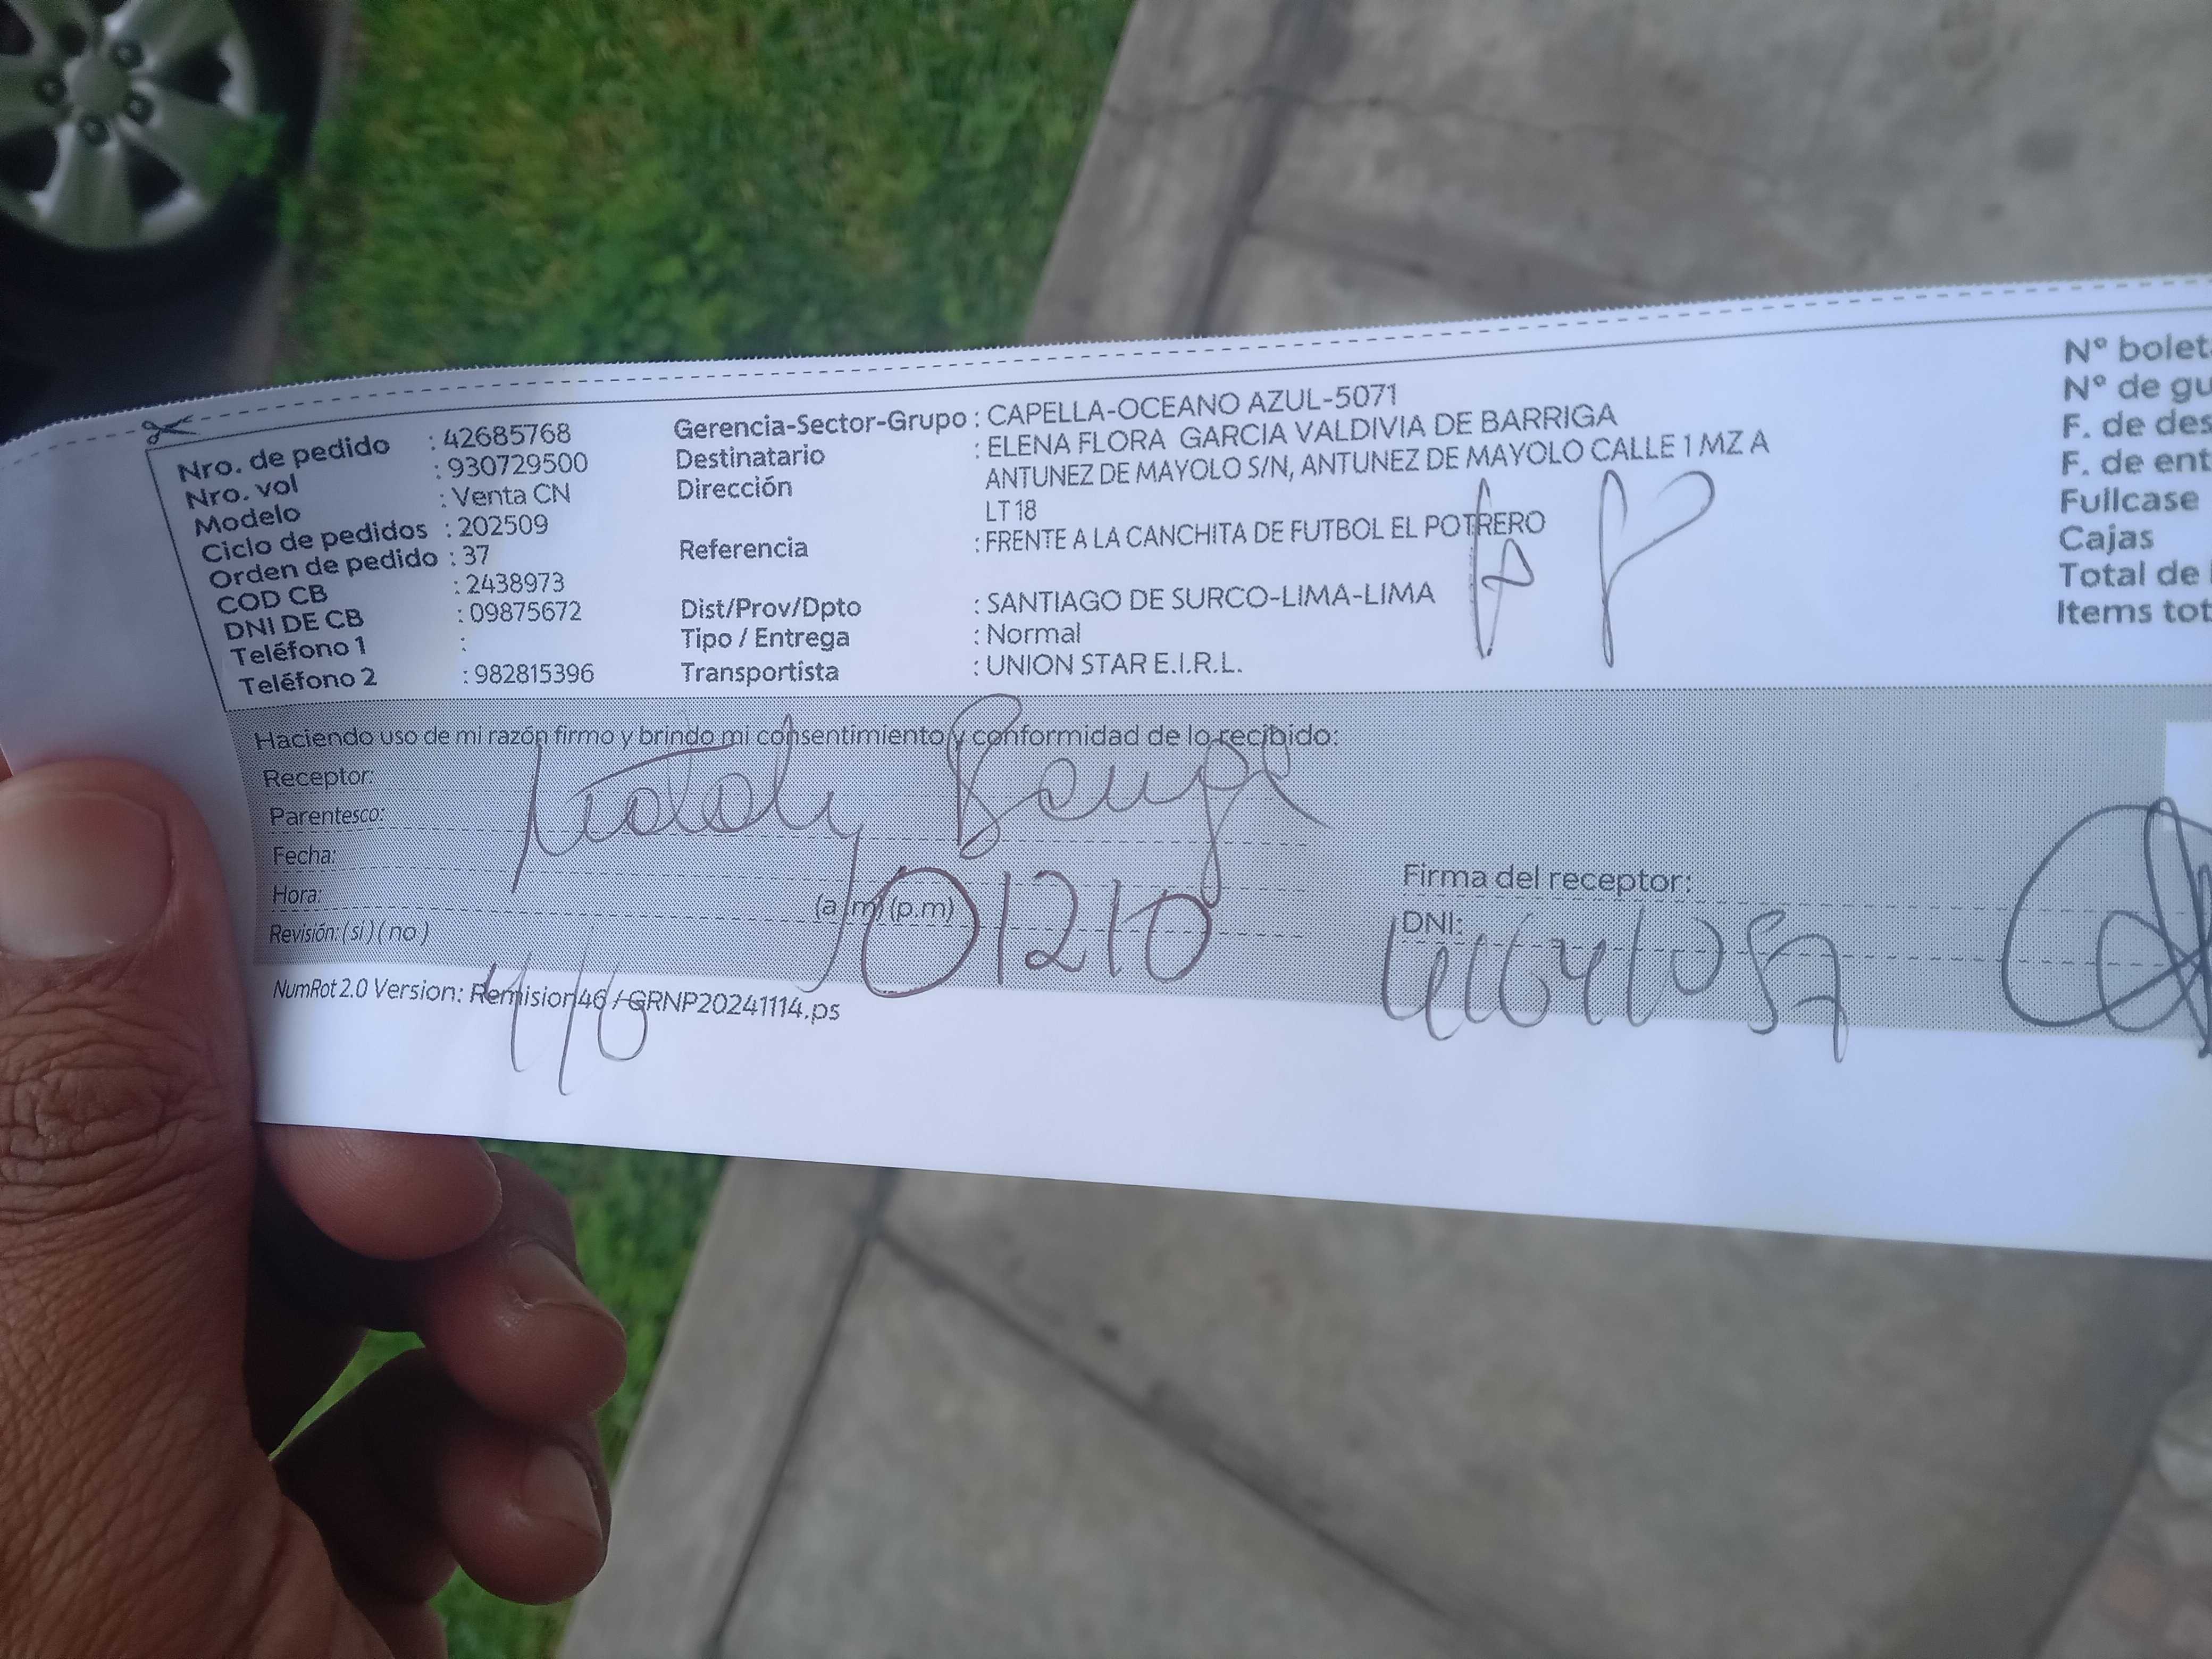 Nro. de pedido : 42685768
Nro. vol : 930729500
Modelo : Venta CN
Ciclo de pedidos : 202509
Orden de pedido : 37
COD CB : 2438973
DNI DE CB : 09875672
Teléfono 1 :
Teléfono 2 : 982815396
Gerencia-Sector-Grupo : CAPELLA-OCEANO AZUL-5071
Destinatario : ELENA FLORA GARCIA VALDIVIA DE BARRIGA
Dirección ANTUNEZ DE MAYOLO S/N, ANTUNEZ DE MAYOLO CALLE 1 MZ A
LT 18
Referencia : FRENTE A LA CANCHITA DE FUTBOL EL POTRERO
Dist/Prov/Dpto : SANTIAGO DE SURCO-LIMA-LIMA
Tipo / Entrega : Normal
Transportista : UNION STAR E.I.R.L.
Nº bolet
Nº de gu
F. de des
F. de ent
Fullcase
Cajas
Total de
Items tot
Haciendo uso de mi razón firmo y brindo mi consentimiento y conformidad de lo recibido:
Receptor:
Parentesco:
Fecha:
Hora: (a.m) (p.m)
Revisión: (si) (no)
Firma del receptor:
DNI:
NumRot 2.0 Version: Remision46 / GRNP20241114.ps